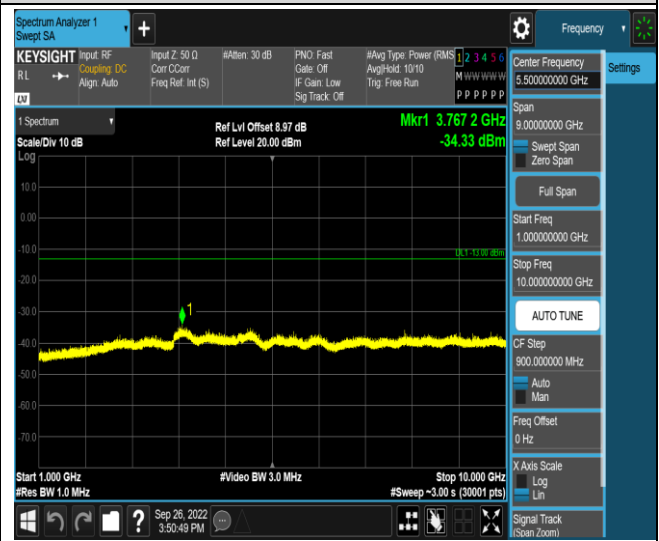 Spectrum Analyzer 1
Swept SA
+
Frequency
KEYSIGHT
RL
LXI
Input: RF
Coupling: DC
Align: Auto
Input Z: 50 Ω
Corr CCorr
Freq Ref: Int (S)
#Atten: 30 dB
PNO: Fast
Gate: Off
IF Gain: Low
Sig Track: Off
#Avg Type: Power (RMS
Avg|Hold: 10/10
Trig: Free Run
1 2 3 4 5 6
M W W W W W
P P P P P P
1 Spectrum
Scale/Div 10 dB
Log
Ref Lvl Offset 8.97 dB
Ref Level 20.00 dBm
Mkr1 3.767 2 GHz
-34.33 dBm
10.0
0.00
-10.0
DL1 -13.00 dBm
-20.0
-30.0
1
-40.0
-50.0
-60.0
-70.0
Start 1.000 GHz
#Res BW 1.0 MHz
#Video BW 3.0 MHz
Stop 10.000 GHz
#Sweep ~3.00 s (30001 pts)
Sep 26, 2022
3:50:49 PM
?
Center Frequency
5.500000000 GHz
Settings
Span
9.00000000 GHz
Swept Span
Zero Span
Full Span
Start Freq
1.000000000 GHz
Stop Freq
10.000000000 GHz
AUTO TUNE
CF Step
900.000000 MHz
Auto
Man
Freq Offset
0 Hz
X Axis Scale
Log
Lin
Signal Track
(Span Zoom)